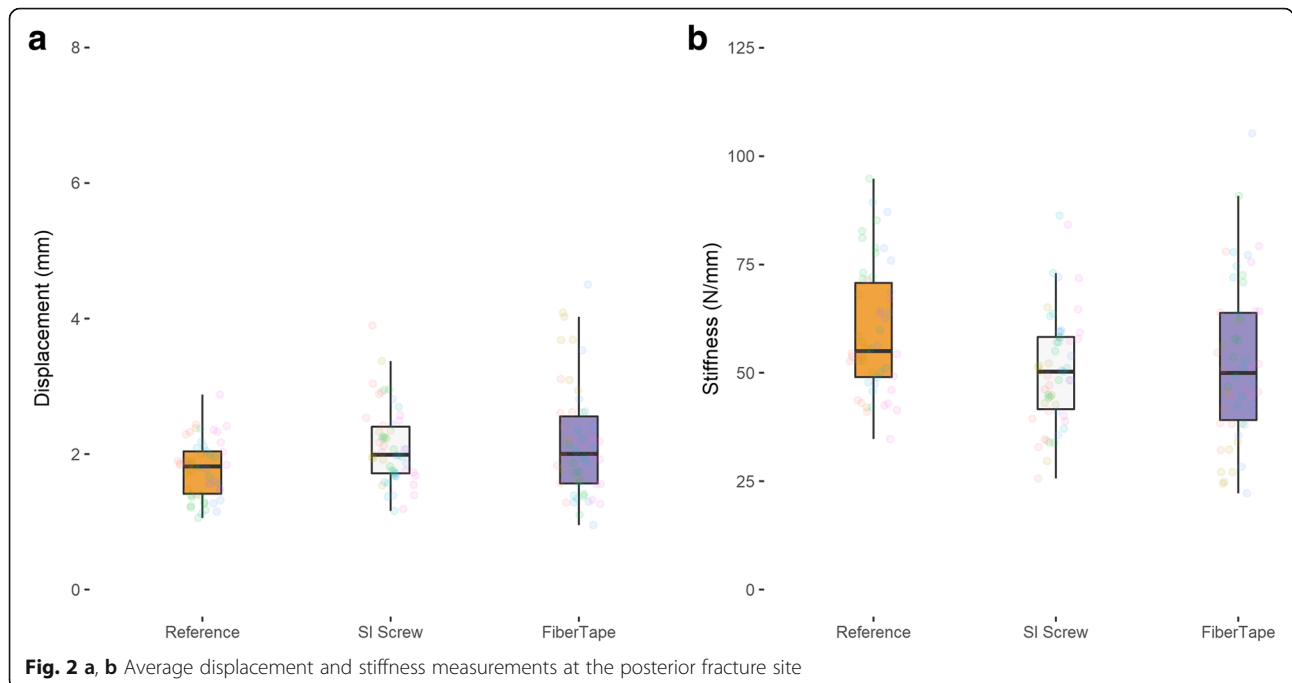 a
8
6
4
2
0
Displacement (mm)
Reference SI Screw FiberTape
b
125
100
75
50
25
0
Stiffness (N/mm)
Reference SI Screw FiberTape
Fig. 2 a, b Average displacement and stiffness measurements at the posterior fracture site